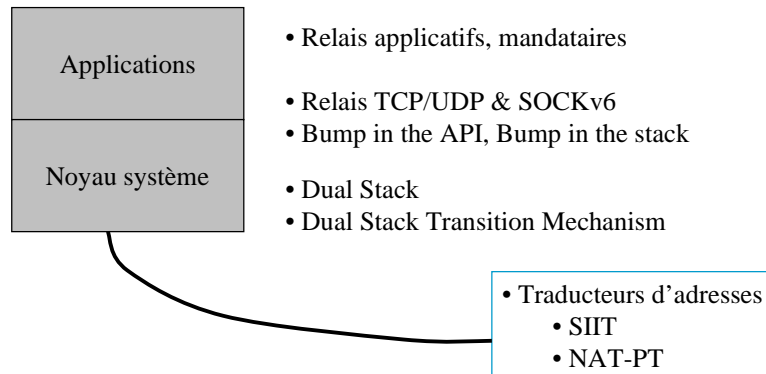 Applications
• Relais applicatifs, mandataires
• Relais TCP/UDP & SOCKv6
• Bump in the API, Bump in the stack
Noyau système
• Dual Stack
• Dual Stack Transition Mechanism
• Traducteurs d’adresses
• SIIT
• NAT-PT